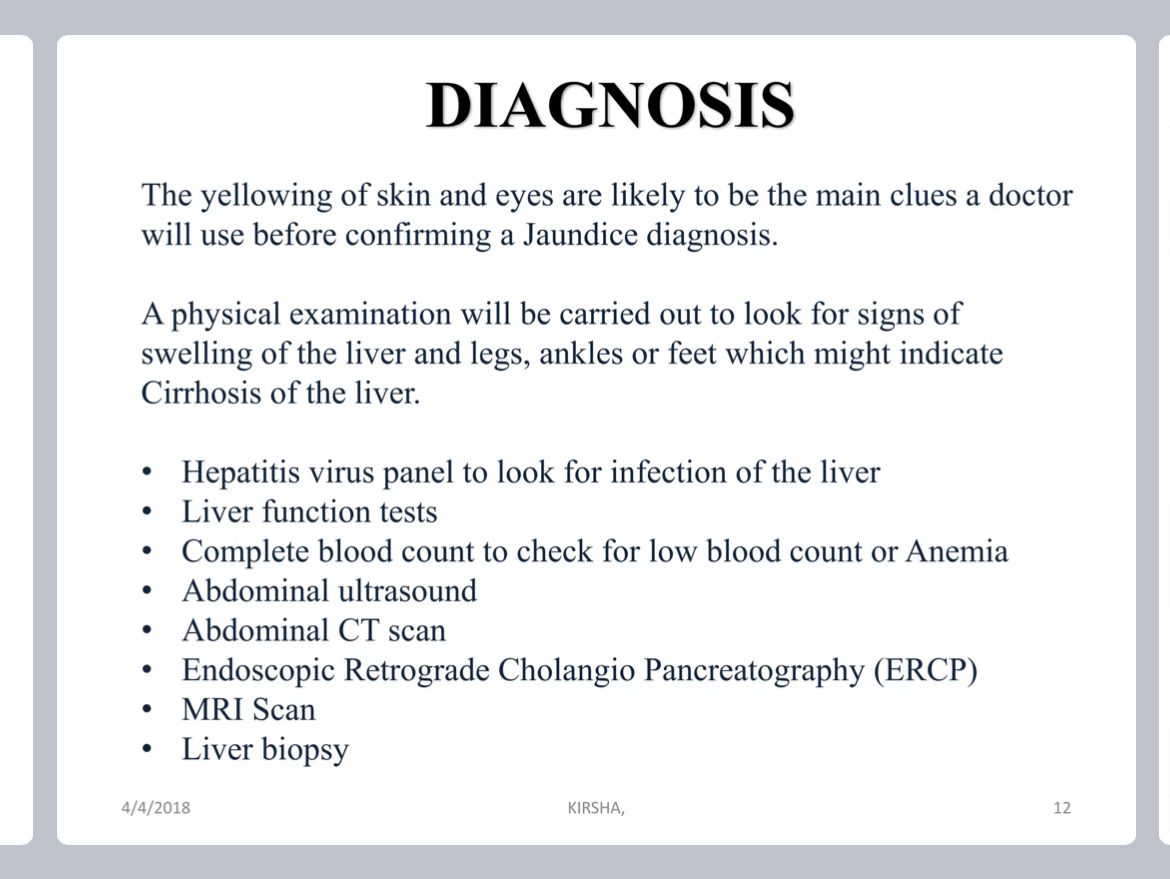 DIAGNOSIS
The yellowing of skin and eyes are likely to be the main clues a doctor
will use before confirming a Jaundice diagnosis.
A physical examination will be carried out to look for signs of
swelling of the liver and legs, ankles or feet which might indicate
Cirrhosis of the liver.
• Hepatitis virus panel to look for infection of the liver
• Liver function tests
• Complete blood count to check for low blood count or Anemia
• Abdominal ultrasound
• Abdominal CT scan
• Endoscopic Retrograde Cholangio Pancreatography (ERCP)
• MRI Scan
• Liver biopsy
4/4/2018 KIRSHA, 12